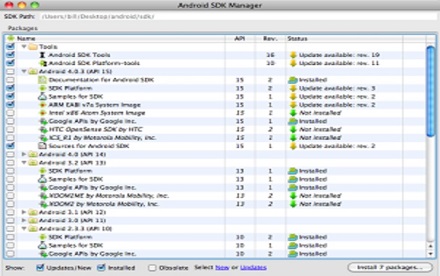 Android SDK Manager
SDK Path: /Users/bill/Desktop/android/sdk/
Packages
Name API Rev. Status
Tools
Android SDK Tools 16 Update available: rev. 19
Android SDK Platform-tools 10 Update available: rev. 11
Android 4.0.3 (API 15)
Documentation for Android SDK 15 2 Installed
SDK Platform 15 2 Update available: rev. 3
Samples for SDK 15 1 Update available: rev. 2
ARM EABI v7a System Image 15 1 Update available: rev. 2
Intel x86 Atom System Image 15 1 Not installed
Google APIs by Google Inc. 15 1 Installed
HTC OpenSense SDK by HTC 15 2 Not installed
ICS_R1 by Motorola Mobility, Inc. 15 1 Not installed
Sources for Android SDK 15 1 Update available: rev. 2
Android 4.0 (API 14)
Android 3.2 (API 13)
SDK Platform 13 1 Installed
Samples for SDK 13 1 Installed
Google APIs by Google Inc. 13 1 Installed
XOOM2ME by Motorola Mobility, Inc. 13 1 Not installed
XOOM2 by Motorola Mobility, Inc. 13 1 Not installed
Android 3.1 (API 12)
Android 3.0 (API 11)
Android 2.3.3 (API 10)
SDK Platform 10 2 Installed
Samples for SDK 10 1 Installed
Google APIs by Google Inc. 10 2 Installed
Show: Updates/New Installed Obsolete Select New or Updates Install 7 packages...